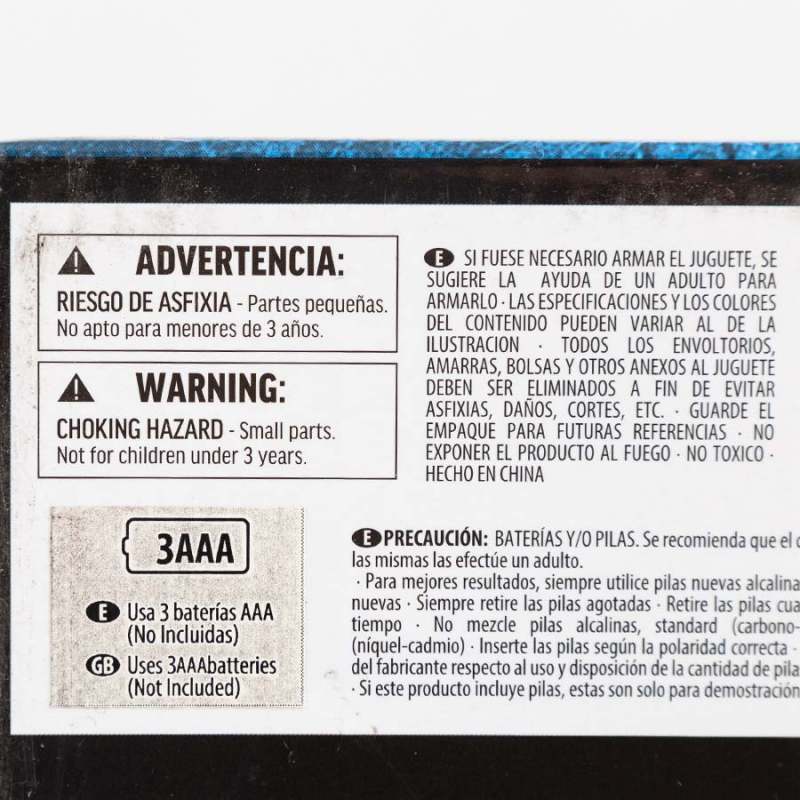 ADVERTENCIA:
RIESGO DE ASFIXIA - Partes pequeñas.
No apto para menores de 3 años.
WARNING:
CHOKING HAZARD - Small parts.
Not for children under 3 years.
3AAA
E Usa 3 baterías AAA
(No Incluidas)
GB Uses 3AAAbatteries
(Not Included)
E SI FUESE NECESARIO ARMAR EL JUGUETE, SE
SUGIERE LA AYUDA DE UN ADULTO PARA
ARMARLO · LAS ESPECIFICACIONES Y LOS COLORES
DEL CONTENIDO PUEDEN VARIAR AL DE LA
ILUSTRACION · TODOS LOS ENVOLTORIOS,
AMARRAS, BOLSAS Y OTROS ANEXOS AL JUGUETE
DEBEN SER ELIMINADOS A FIN DE EVITAR
ASFIXIAS, DAÑOS, CORTES, ETC. · GUARDE EL
EMPAQUE PARA FUTURAS REFERENCIAS · NO
EXPONER EL PRODUCTO AL FUEGO · NO TOXICO ·
HECHO EN CHINA
E PRECAUCIÓN: BATERÍAS Y/O PILAS. Se recomienda que el
las mismas las efectúe un adulto.
· Para mejores resultados, siempre utilice pilas nuevas alcalina
nuevas · Siempre retire las pilas agotadas · Retire las pilas cua
tiempo · No mezcle pilas alcalinas, standard (carbono-
(níquel-cadmio) · Inserte las pilas según la polaridad correcta ·
del fabricante respecto al uso y disposición de la cantidad de pila
· Si este producto incluye pilas, estas son solo para demostración